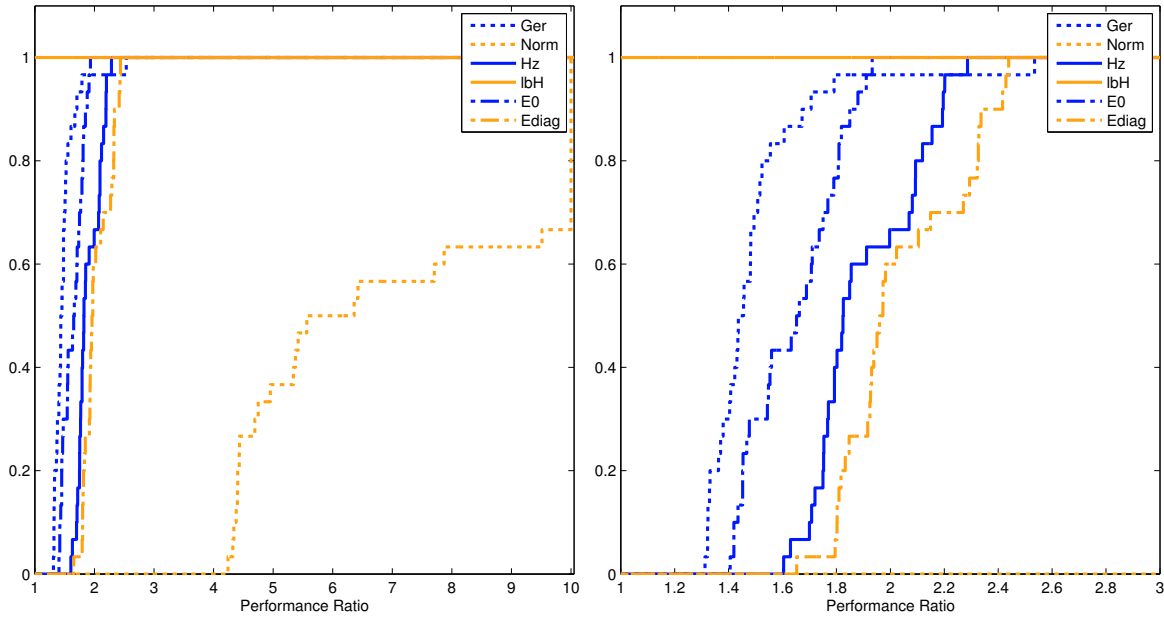 1
0.8
0.6
0.4
0.2
0
1 2 3 4 5 6 7 8 9 10
Performance Ratio
Ger
Norm
Hz
lbH
E0
Ediag
1
0.8
0.6
0.4
0.2
0
1 1.2 1.4 1.6 1.8 2 2.2 2.4 2.6 2.8 3
Performance Ratio
Ger
Norm
Hz
lbH
E0
Ediag